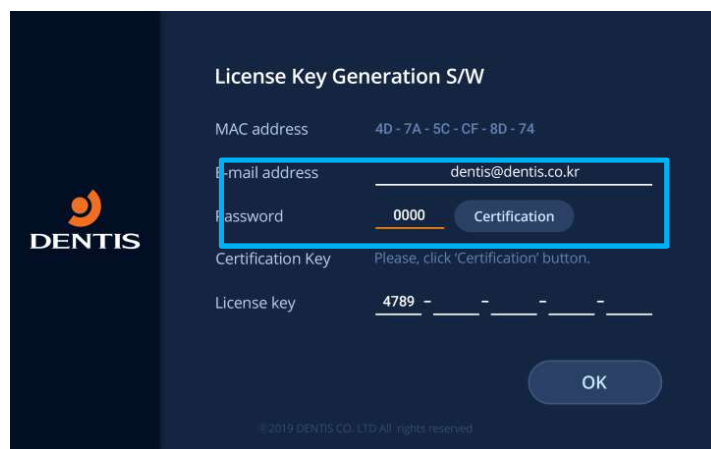 License Key Generation S/W
MAC address 4D - 7A - 5C - CF - 8D - 74
E-mail address dentis@dentis.co.kr
Password 0000 Certification
DENTIS
Certification Key Please, click 'Certification' button.
License key 4789 – – – –
OK
©2019 DENTIS CO. LTD All rights reserved